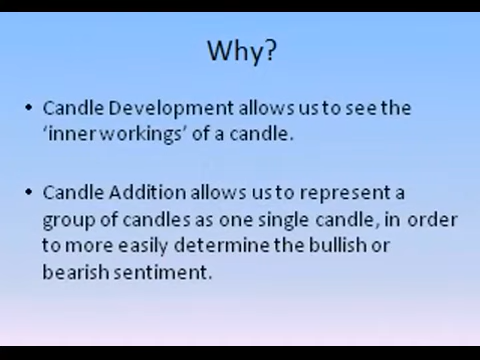 Why?
• Candle Development allows us to see the
‘inner workings’ of a candle.
• Candle Addition allows us to represent a
group of candles as one single candle, in order
to more easily determine the bullish or
bearish sentiment.